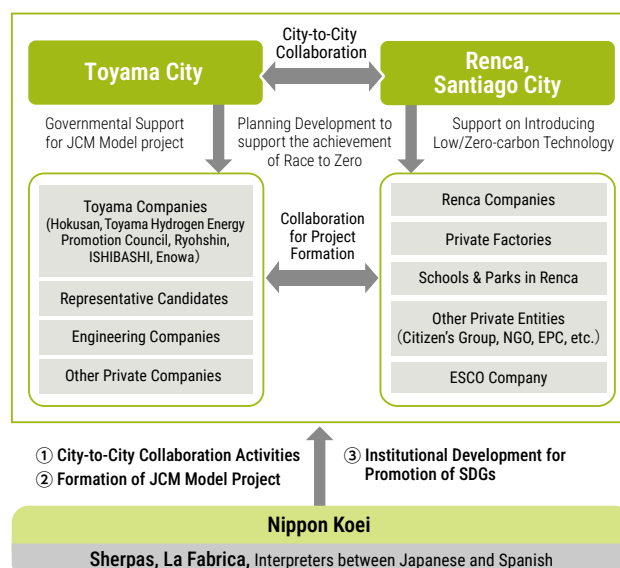 City-to-City
Collaboration
Toyama City
Renca,
Santiago City
Governmental Support
for JCM Model project
Planning Development to
support the achievement
of Race to Zero
Support on Introducing
Low/Zero-carbon Technology
Toyama Companies
(Hokusan, Toyama Hydrogen Energy
Promotion Council, Ryohshin,
ISHIBASHI, Enowa）
Representative Candidates
Engineering Companies
Other Private Companies
Collaboration
for Project
Formation
Renca Companies
Private Factories
Schools & Parks in Renca
Other Private Entities
（Citizen's Group, NGO, EPC, etc.）
ESCO Company
① City-to-City Collaboration Activities
② Formation of JCM Model Project
③ Institutional Development for
Promotion of SDGs
Nippon Koei
Sherpas, La Fabrica, Interpreters between Japanese and Spanish